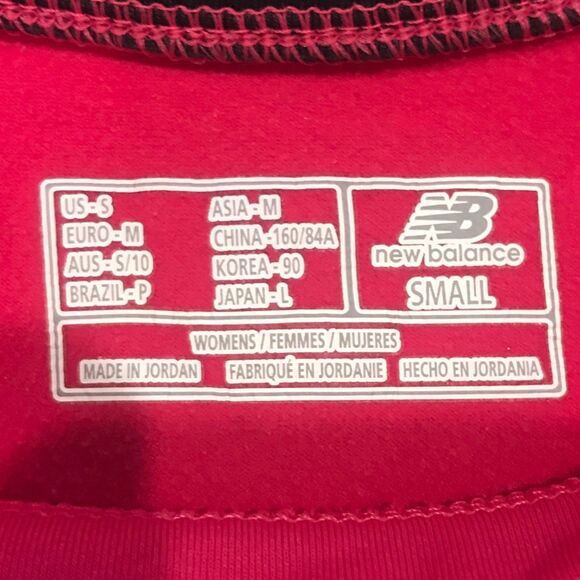 US-S
EURO-M
AUS-S/10
BRAZIL-P
ASIA-M
CHINA-160/84A
KOREA-90
JAPAN-L
NB
new balance
SMALL
WOMENS / FEMMES / MUJERES
MADE IN JORDAN FABRIQUÉ EN JORDANIE HECHO EN JORDANIA